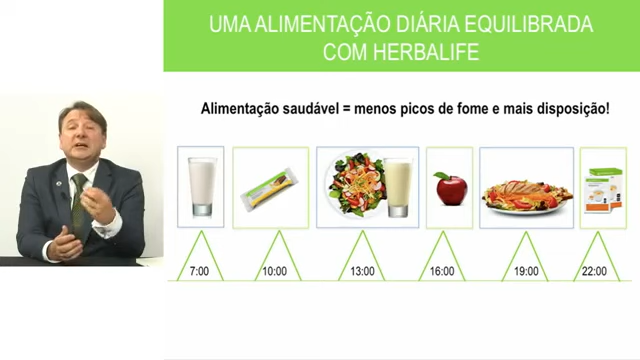 UMA ALIMENTAÇÃO DIÁRIA EQUILIBRADA
COM HERBALIFE
Alimentação saudável = menos picos de fome e mais disposição!
7:00
10:00
13:00
16:00
19:00
22:00